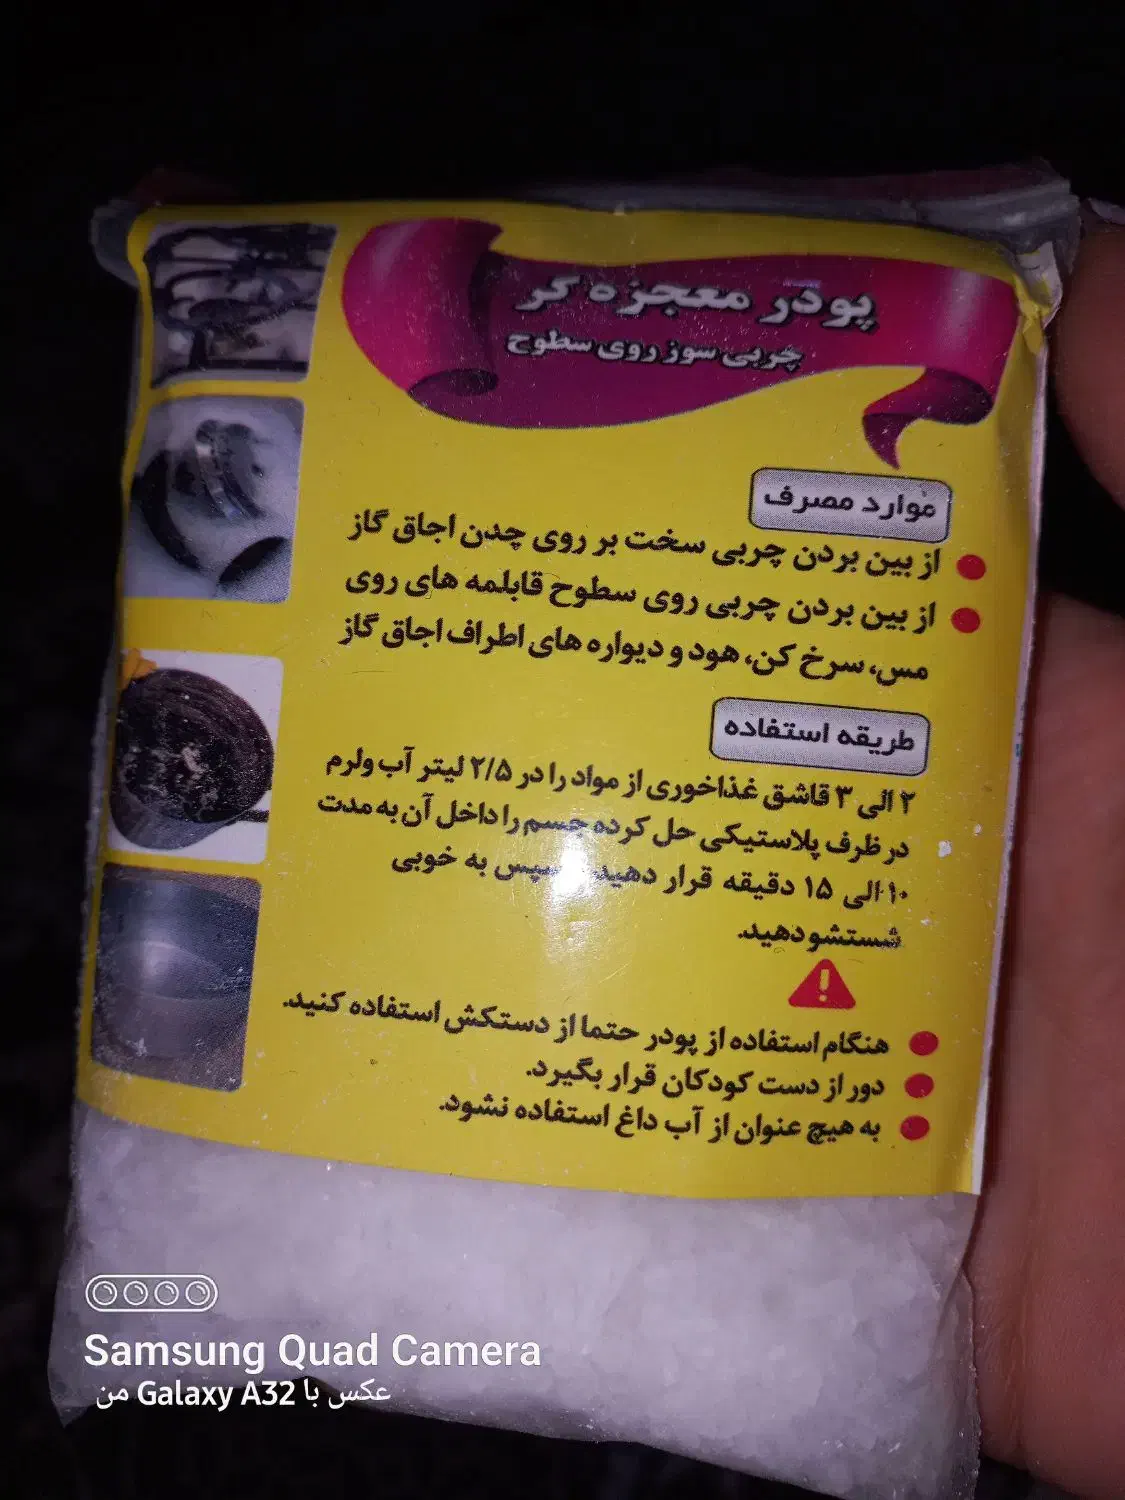 پودر معجزه گر
چربی سوز روی سطوح
موارد مصرف
از بین بردن چربی سخت بر روی چدن اجاق گاز
از بین بردن چربی روی سطوح قابلمه های روی
مس، سرخ کن، هود و دیواره های اطراف اجاق گاز
طریقه استفاده
۲ الی ۳ قاشق غذاخوری از مواد را در ۲/۵ لیتر آب ولرم
در ظرف پلاستیکی حل کرده جسم را داخل آن به مدت
۱۰ الی ۱۵ دقیقه قرار دهید سپس به خوبی
شستشو دهید.
هنگام استفاده از پودر حتما از دستکش استفاده کنید.
دور از دست کودکان قرار بگیرد.
به هیچ عنوان از آب داغ استفاده نشود.
Samsung Quad Camera
عکس با Galaxy A32 من